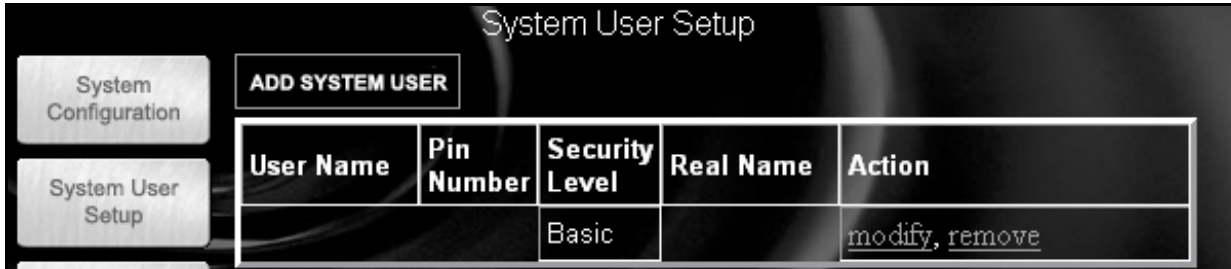 System User Setup
System
Configuration
ADD SYSTEM USER
System User
Setup
User Name
Pin
Number
Security
Level
Real Name
Action
Basic
modify, remove